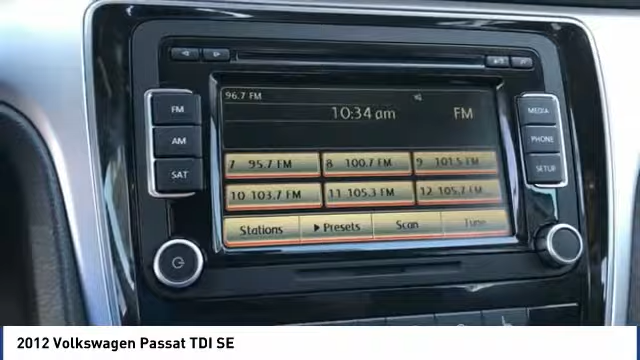 96.7 FM
10:34 am FM
FM
AM
SAT
MEDIA
PHONE
SETUP
7 95.7 FM 8 100.7 FM 9 101.5 FM
10 103.7 FM 11 105.3 FM 12 105.7 FM
Stations Presets Scan Tune
2012 Volkswagen Passat TDI SE